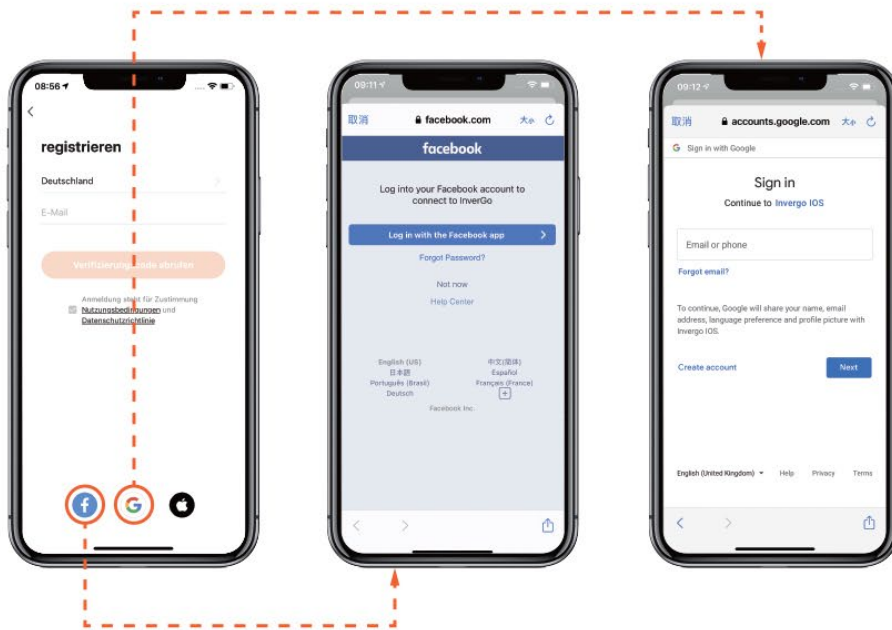 08:56
registrieren
Deutschland
E-Mail
Verifizierungscode abrufen
Anmeldung steht für Zustimmung
Nutzungsbedingungen und
Datenschutzrichtlinie
09:11
取消 facebook.com 大小
facebook
Log into your Facebook account to
connect to InverGo
Log in with the Facebook app
Forgot Password?
Not now
Help Center
English (US) 中文(简体)
日本語 Español
Português (Brasil) Français (France)
Deutsch
Facebook Inc.
09:12
取消 accounts.google.com 大小
G Sign in with Google
Sign in
Continue to Invergo IOS
Email or phone
Forgot email?
To continue, Google will share your name, email
address, language preference and profile picture with
Invergo IOS.
Create account Next
English (United Kingdom) Help Privacy Terms